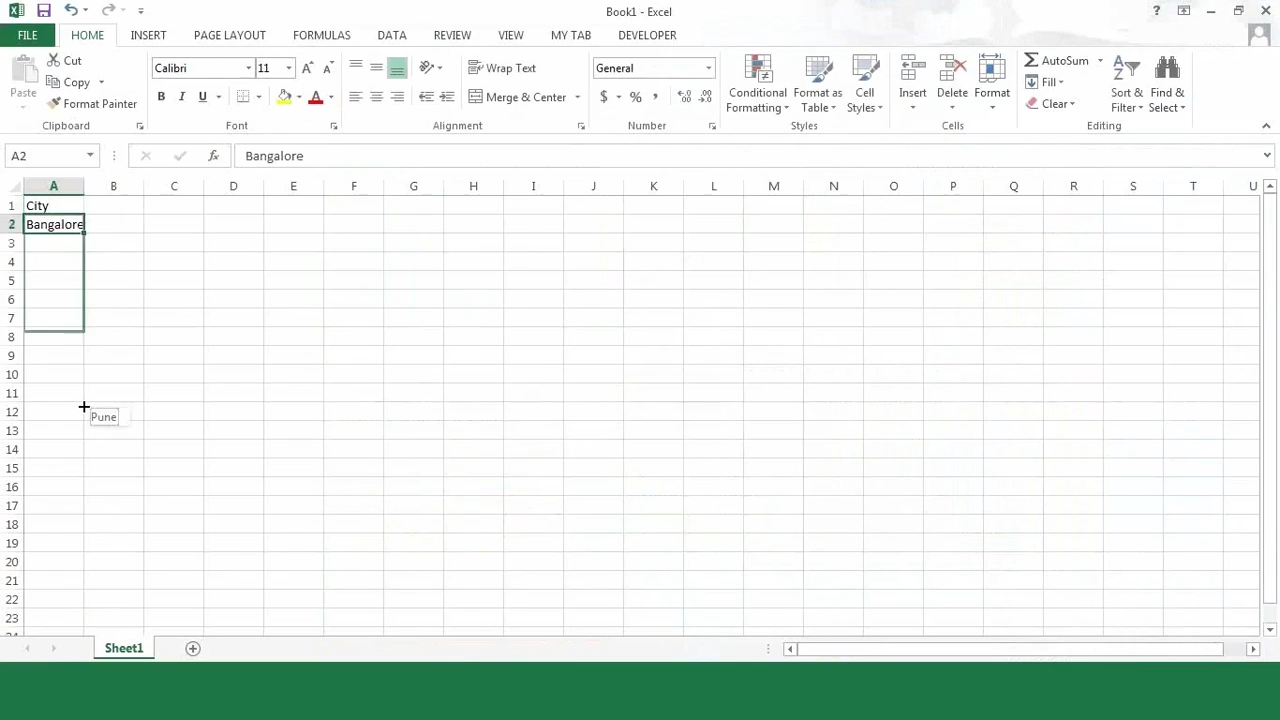 Book1 - Excel
?
FILE HOME INSERT PAGE LAYOUT FORMULAS DATA REVIEW VIEW MY TAB DEVELOPER
Paste
Cut
Copy
Format Painter
Clipboard
Calibri 11
B I U
Font
Wrap Text
Merge & Center
Alignment
General
$ % ,
Number
Conditional Formatting
Format as Table
Cell Styles
Styles
Insert
Delete
Format
Cells
AutoSum
Fill
Clear
Sort & Filter
Find & Select
Editing
A2 fx Bangalore
A B C D E F G H I J K L M N O P Q R S T U
1 City
2 Bangalore
3
4
5
6
7
8
9
10
11
12
Pune
13
14
15
16
17
18
19
20
21
22
23
24
Sheet1